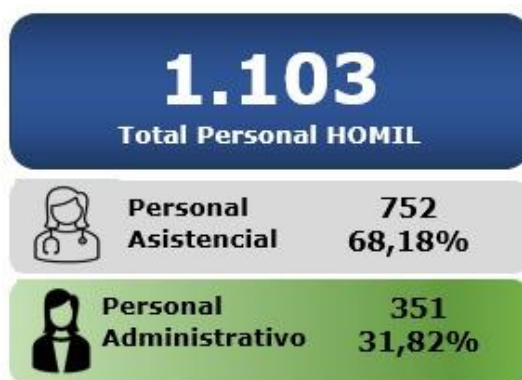 1.103
Total Personal HOMIL
Personal 752
Asistencial 68,18%
Personal 351
Administrativo 31,82%